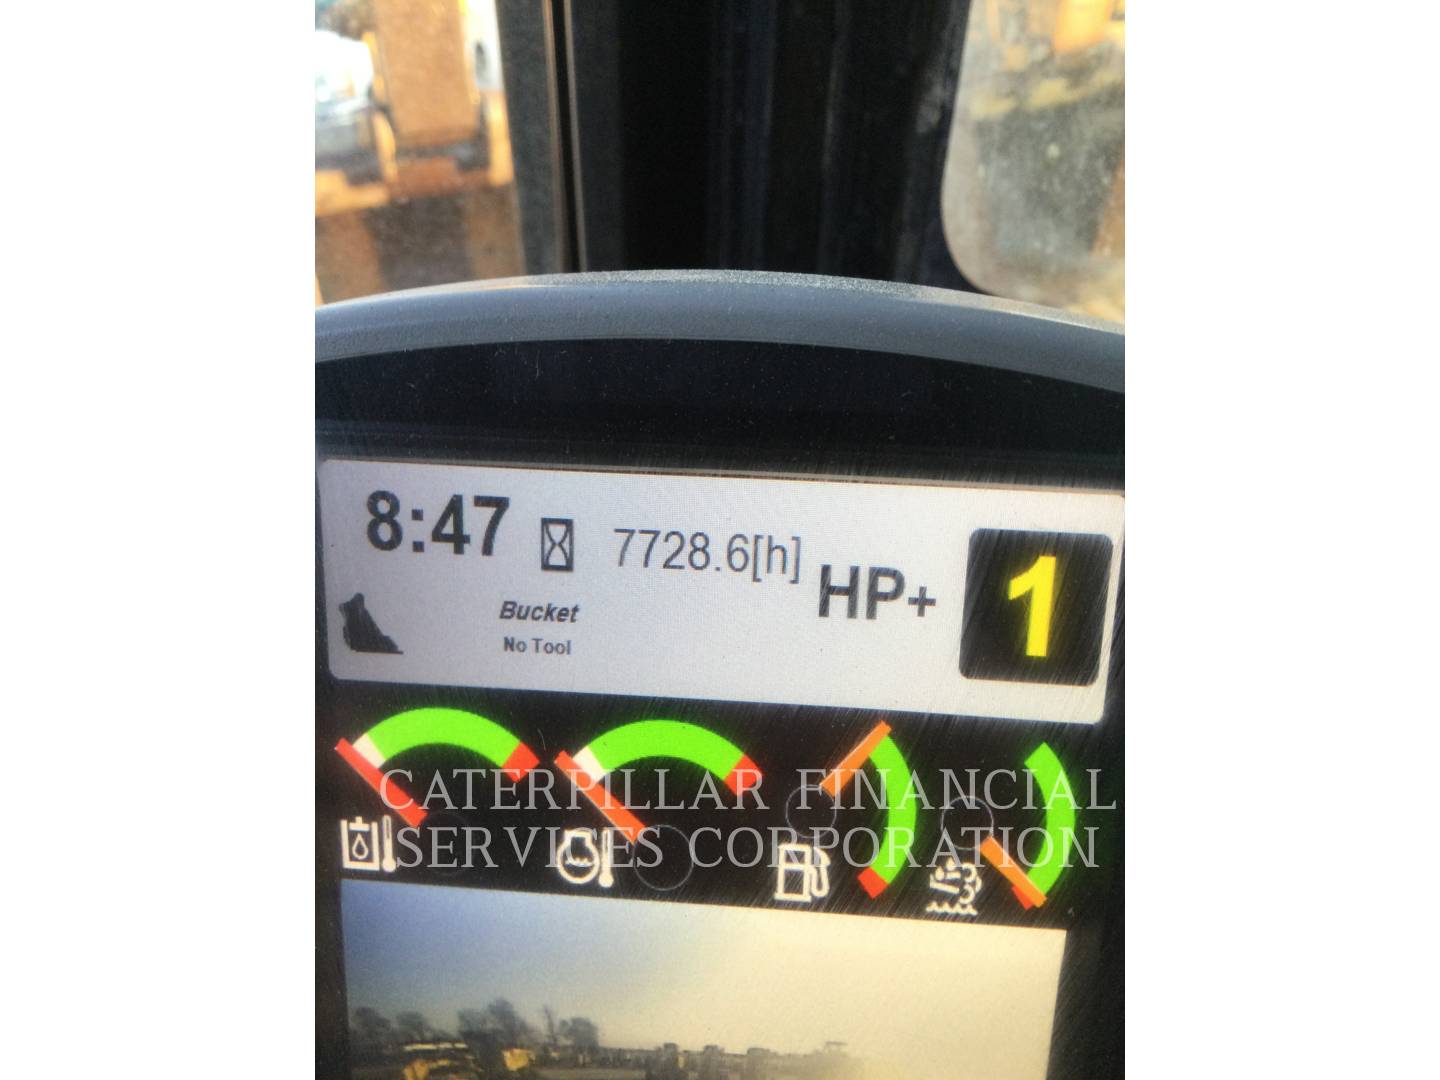 8:47
7728.6[h]
HP+
1
Bucket
No Tool
CATERPILLAR FINANCIAL
SERVICES CORPORATION